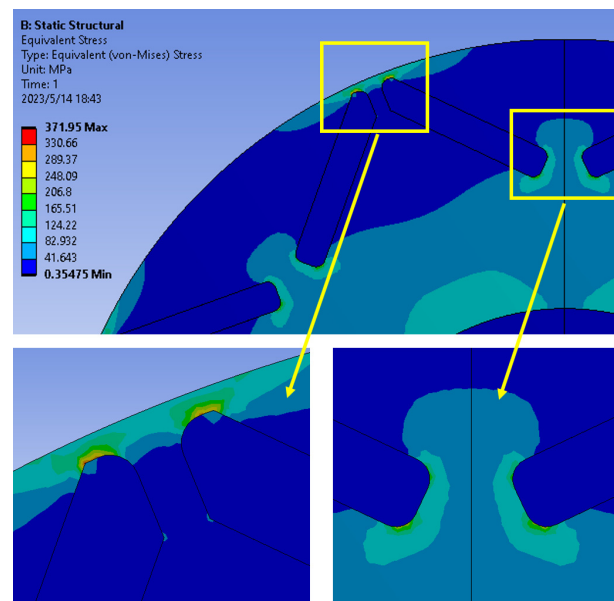 B: Static Structural
Equivalent Stress
Type: Equivalent (von-Mises) Stress
Unit: MPa
Time: 1
2023/5/14 18:43
371.95 Max
330.66
289.37
248.09
206.8
165.51
124.22
82.932
41.643
0.35475 Min